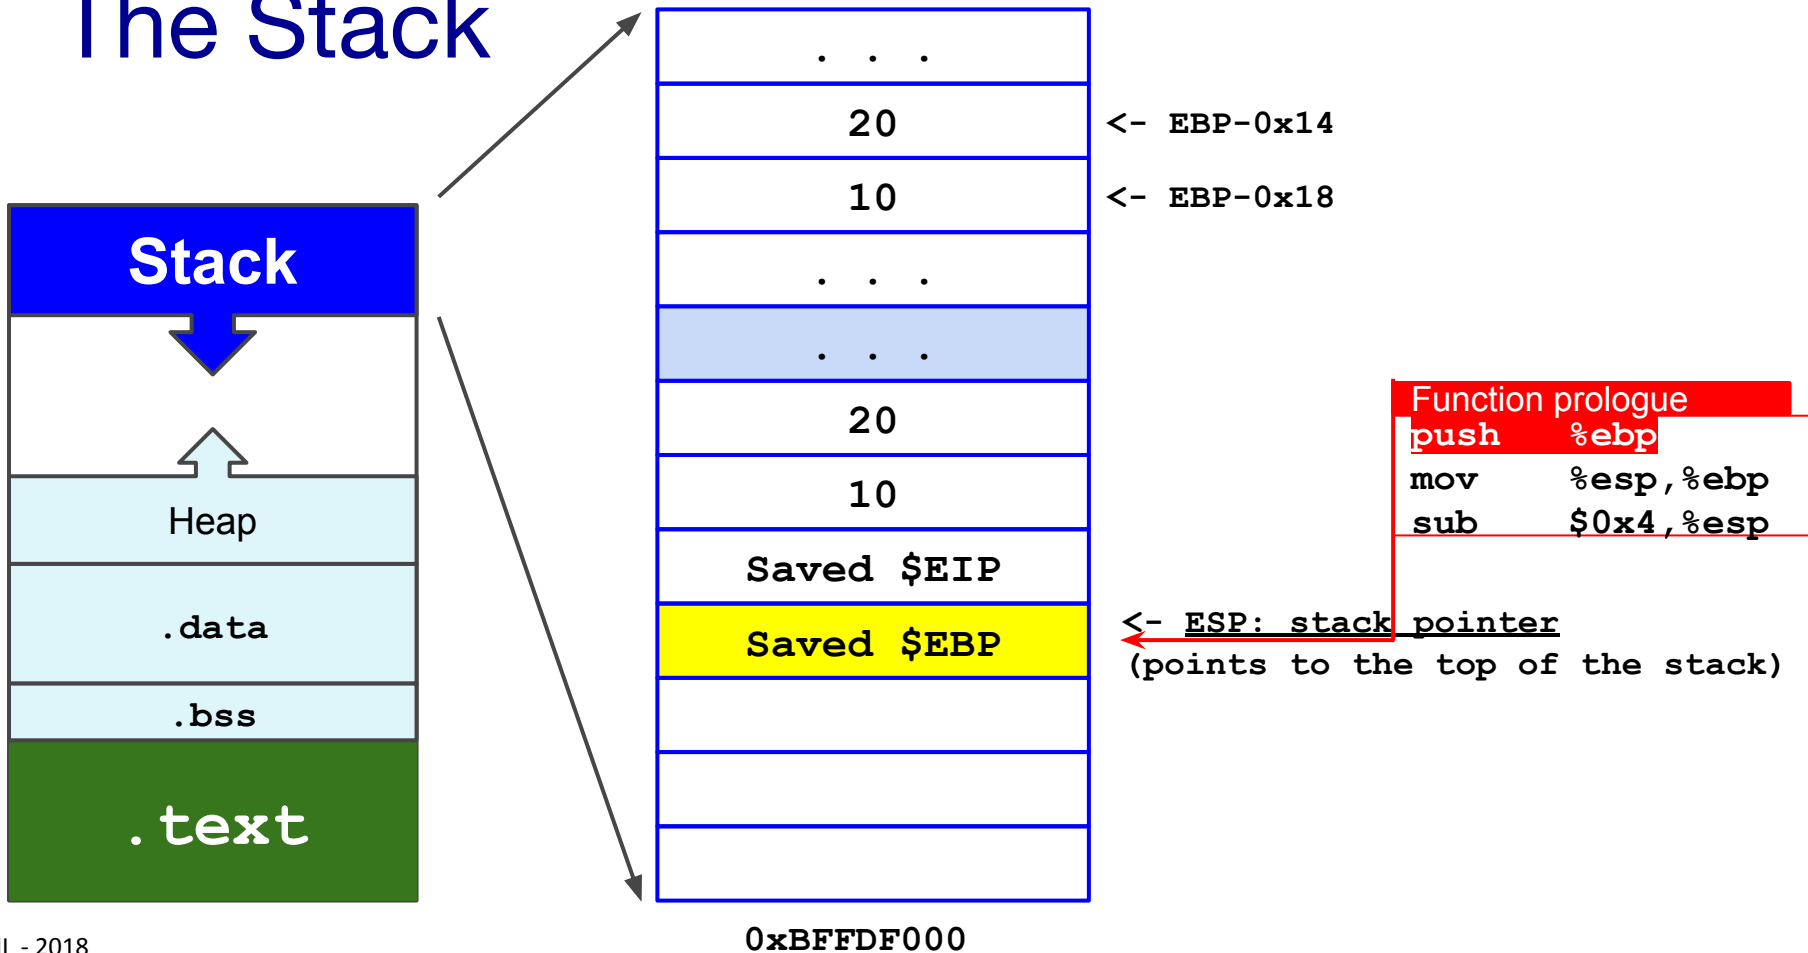 The Stack
Stack
Heap
.data
.bss
.text
. . .
20 <- EBP-0x14
10 <- EBP-0x18
. . .
. . .
20
10
Saved $EIP
Saved $EBP
<- ESP: stack pointer
(points to the top of the stack)
Function prologue
push %ebp
mov %esp,%ebp
sub $0x4,%esp
0xBFFDF000
- 2018